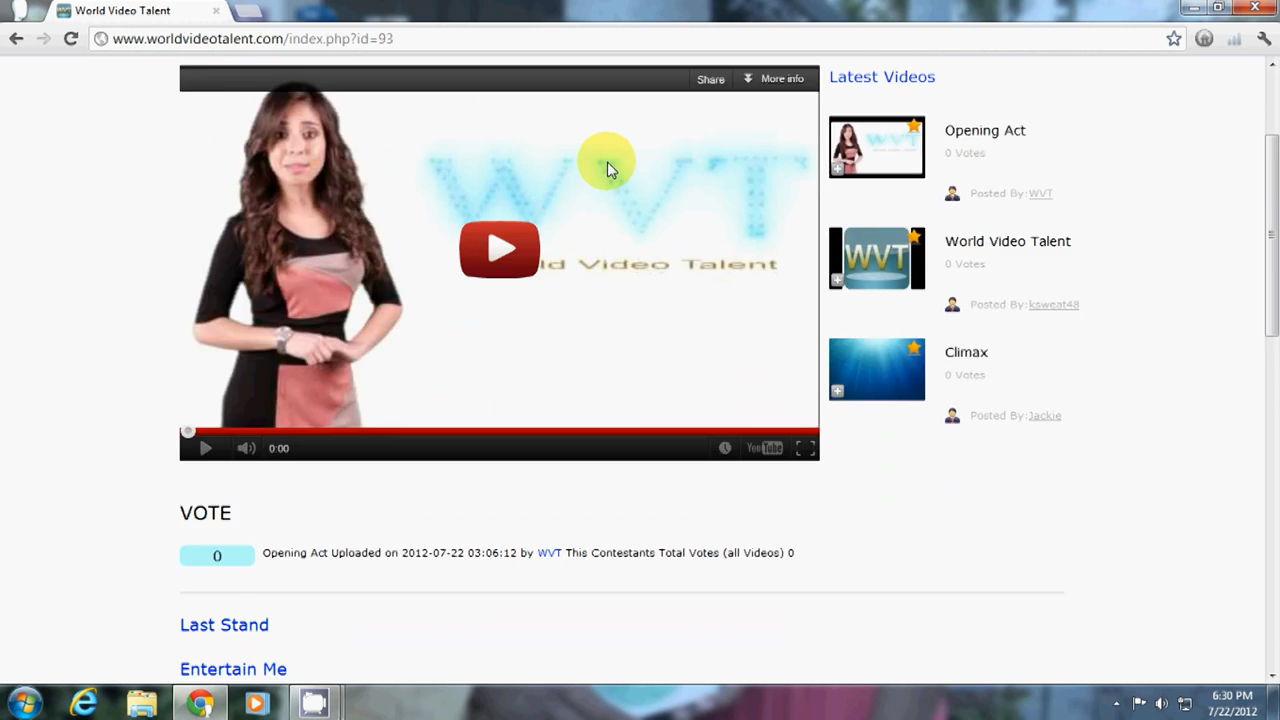 World Video Talent
www.worldvideotalent.com/index.php?id=93
Share
More info
WVT
ld Video Talent
0:00
YouTube
Latest Videos
Opening Act
0 Votes
Posted By:WVT
WVT
World Video Talent
0 Votes
Posted By:ksweat48
Climax
0 Votes
Posted By:Jackie
VOTE
0
Opening Act Uploaded on 2012-07-22 03:06:12 by WVT This Contestants Total Votes (all Videos) 0
Last Stand
Entertain Me
6:30 PM
7/22/2012